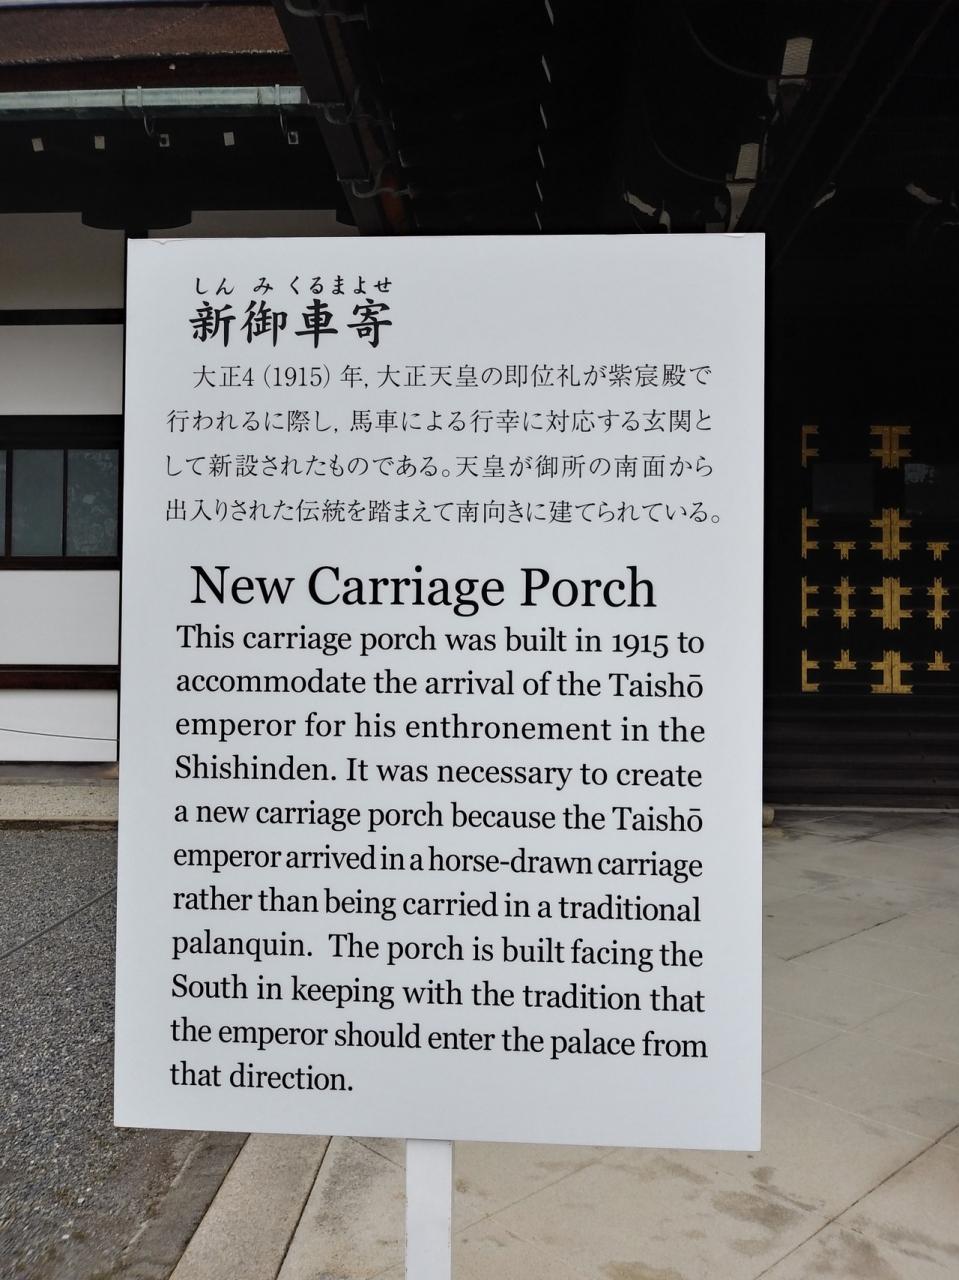 しん み くるまよせ
新御車寄
大正4（1915）年, 大正天皇の即位礼が紫宸殿で
行われるに際し, 馬車による行幸に対応する玄関と
して新設されたものである。天皇が御所の南面から
出入りされた伝統を踏まえて南向きに建てられている。
New Carriage Porch
This carriage porch was built in 1915 to
accommodate the arrival of the Taishō
emperor for his enthronement in the
Shishinden. It was necessary to create
a new carriage porch because the Taishō
emperor arrived in a horse-drawn carriage
rather than being carried in a traditional
palanquin.  The porch is built facing the
South in keeping with the tradition that
the emperor should enter the palace from
that direction.